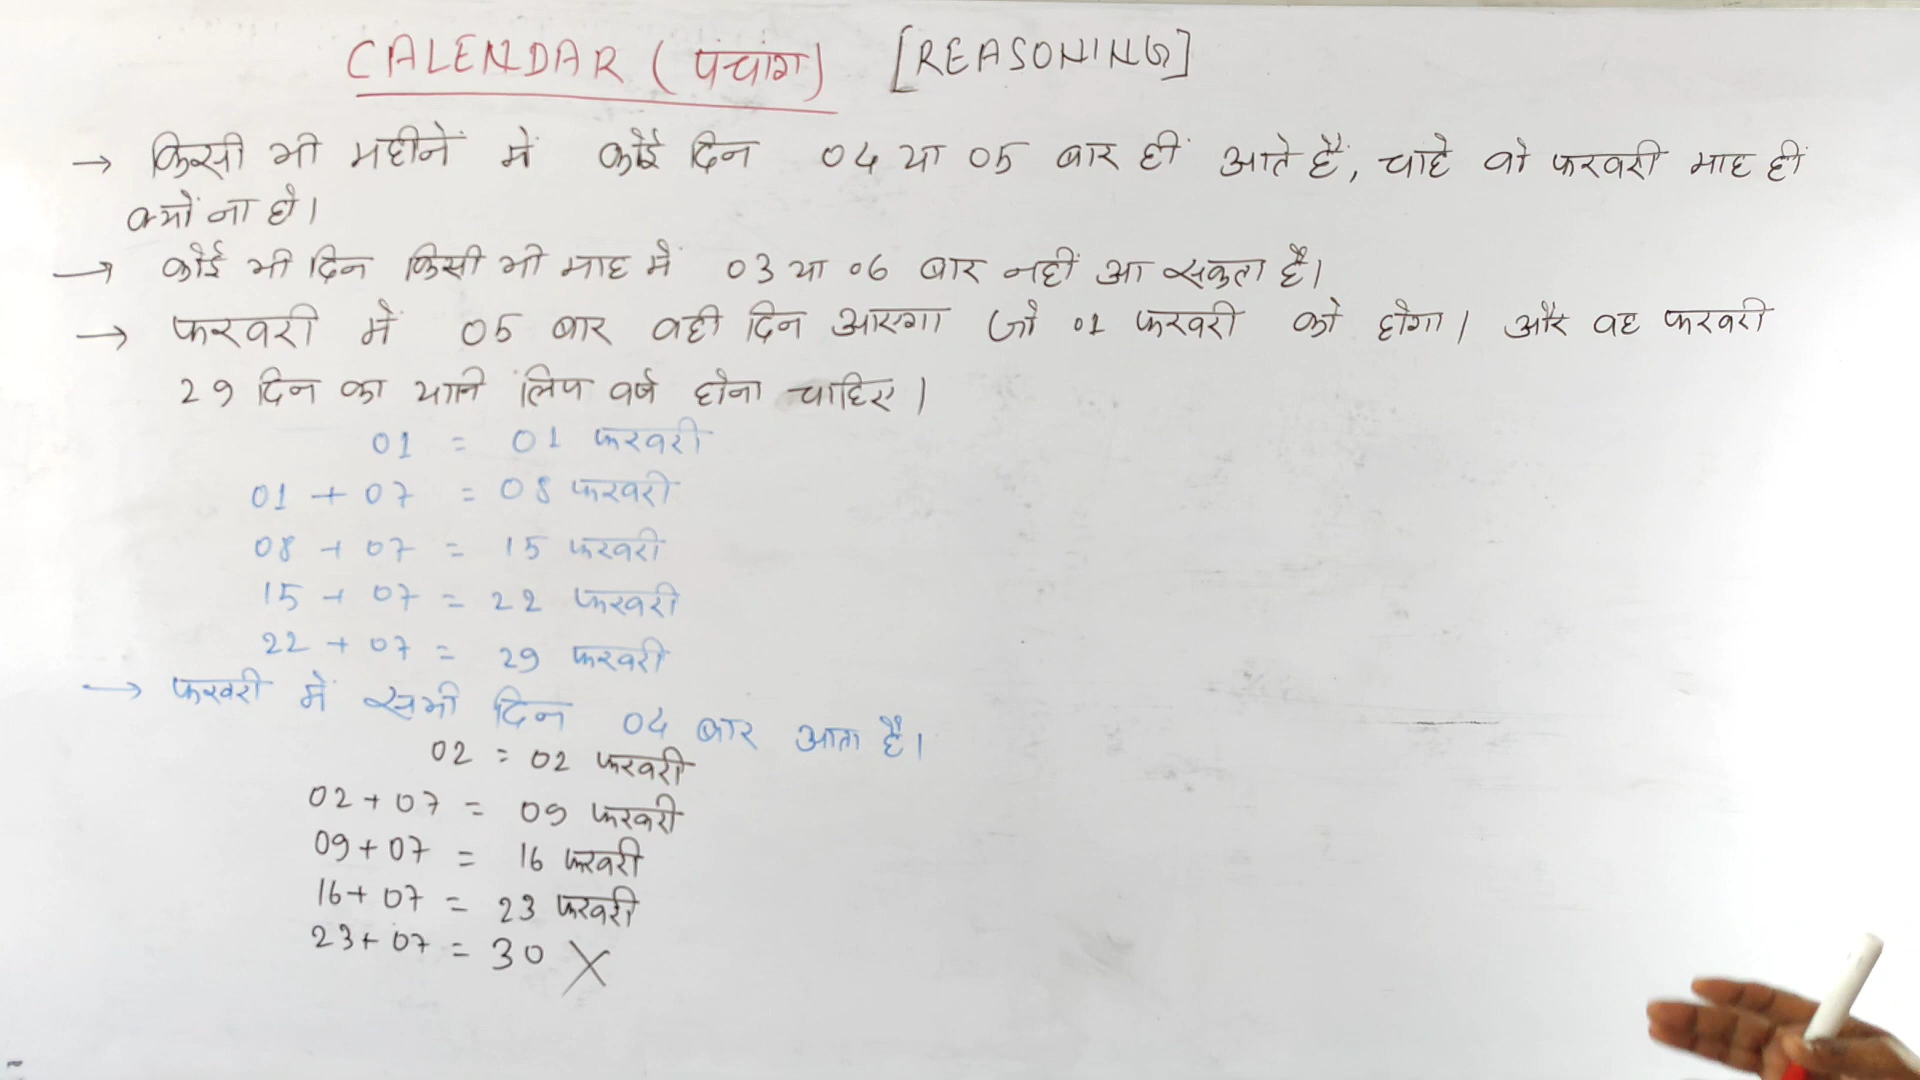 CALENDAR (पंचांग) [REASONING]
→ किसी भी महीने में कोई दिन 04 या 05 बार हीं आते हैं, चाहे वो फरवरी माह हीं
क्यों ना हो।
→ कोई भी दिन किसी भी माह में 03 या 06 बार नहीं आ सकता है।
→ फरवरी में 05 बार वही दिन आएगा जो 01 फरवरी को होगा। और वह फरवरी
29 दिन का यानि लिप वर्ष होना चाहिए।
01 = 01 फरवरी
01 + 07 = 08 फरवरी
08 + 07 = 15 फरवरी
15 + 07 = 22 फरवरी
22 + 07 = 29 फरवरी
→ फरवरी में सभी दिन 04 बार आता है।
02 = 02 फरवरी
02 + 07 = 09 फरवरी
09 + 07 = 16 फरवरी
16 + 07 = 23 फरवरी
23 + 07 = 30 X